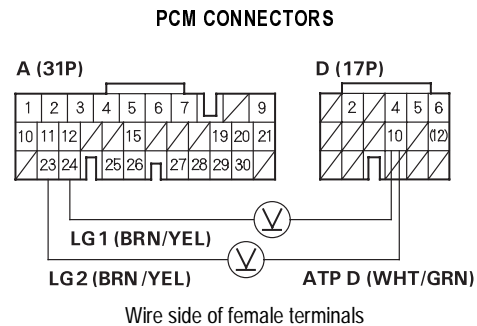 PCM CONNECTORS
A (31P) D (17P)
1 2 3 4 5 6 7 9 2 4 5 6
10 11 12 15 19 20 21 10 (12)
23 24 25 26 27 28 29 30
V
LG1 (BRN/YEL)
V
LG2 (BRN/YEL) ATP D (WHT/GRN)
Wire side of female terminals